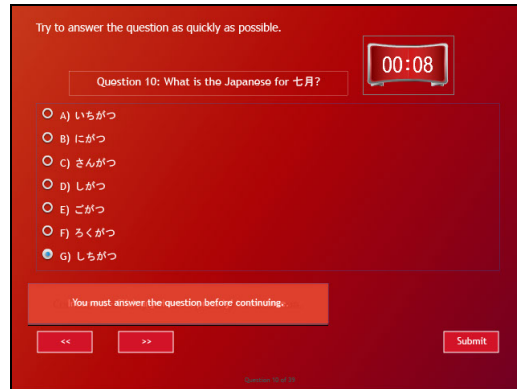 Try to answer the question as quickly as possible.
00:08
Question 10: What is the Japanese for 七月?
A) いちがつ
B) にがつ
C) さんがつ
D) しがつ
E) ごがつ
F) ろくがつ
G) しちがつ
You must answer the question before continuing.
<< >> Submit